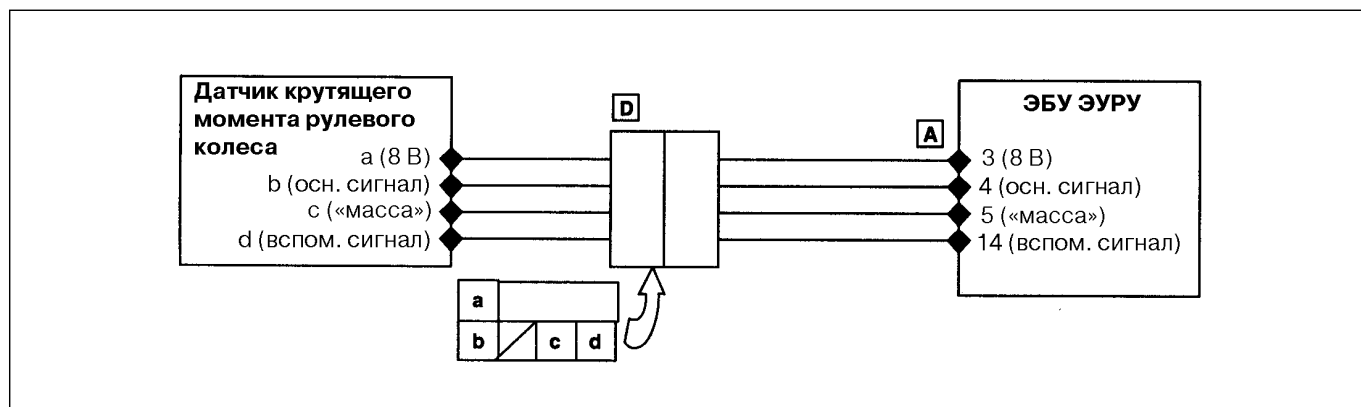 Датчик крутящего
момента рулевого
колеса
a (8 В)
b (осн. сигнал)
c («масса»)
d (вспом. сигнал)
D
A
ЭБУ ЭУРУ
3 (8 В)
4 (осн. сигнал)
5 («масса»)
14 (вспом. сигнал)
a
b c d